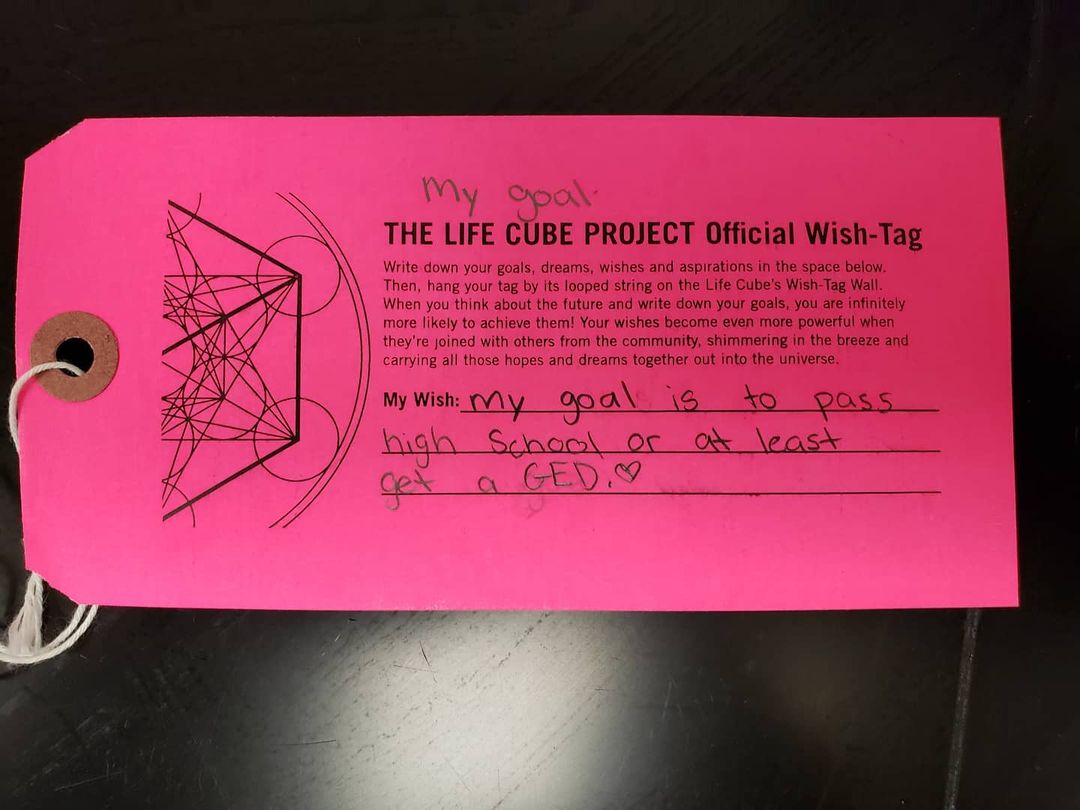 My goal
THE LIFE CUBE PROJECT Official Wish-Tag
Write down your goals, dreams, wishes and aspirations in the space below.
Then, hang your tag by its looped string on the Life Cube's Wish-Tag Wall.
When you think about the future and write down your goals, you are infinitely
more likely to achieve them! Your wishes become even more powerful when
they're joined with others from the community, shimmering in the breeze and
carrying all those hopes and dreams together out into the universe.
My Wish: my goal is to pass
high School or at least
get a GED.♡